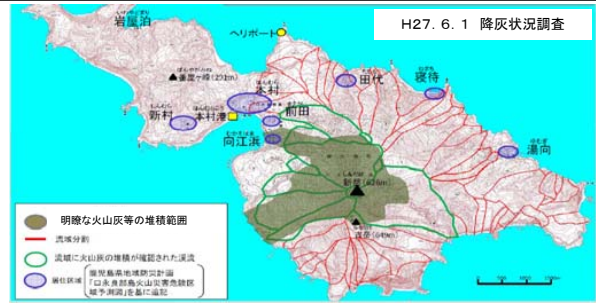 H27.6.1 降灰状況調査
岩屋泊
ヘリポート
番屋ヶ峰(291m)
本村
田代
寝待
新村
本村港
前田
向江浜
湯向
新岳(626m)
明瞭な火山灰等の堆積範囲
流域分割
流域に火山灰の堆積が確認された渓流
居住区域
鹿児島県地域防災計画
「口永良部島火山災害危険区
域予測図」を基に追記